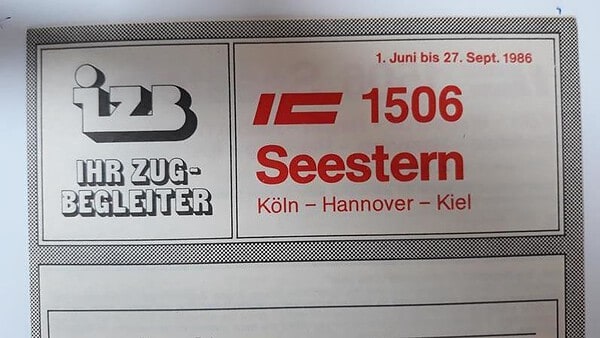 izb
IHR ZUG-
BEGLEITER
1. Juni bis 27. Sept. 1986
IC 1506
Seestern
Köln – Hannover – Kiel